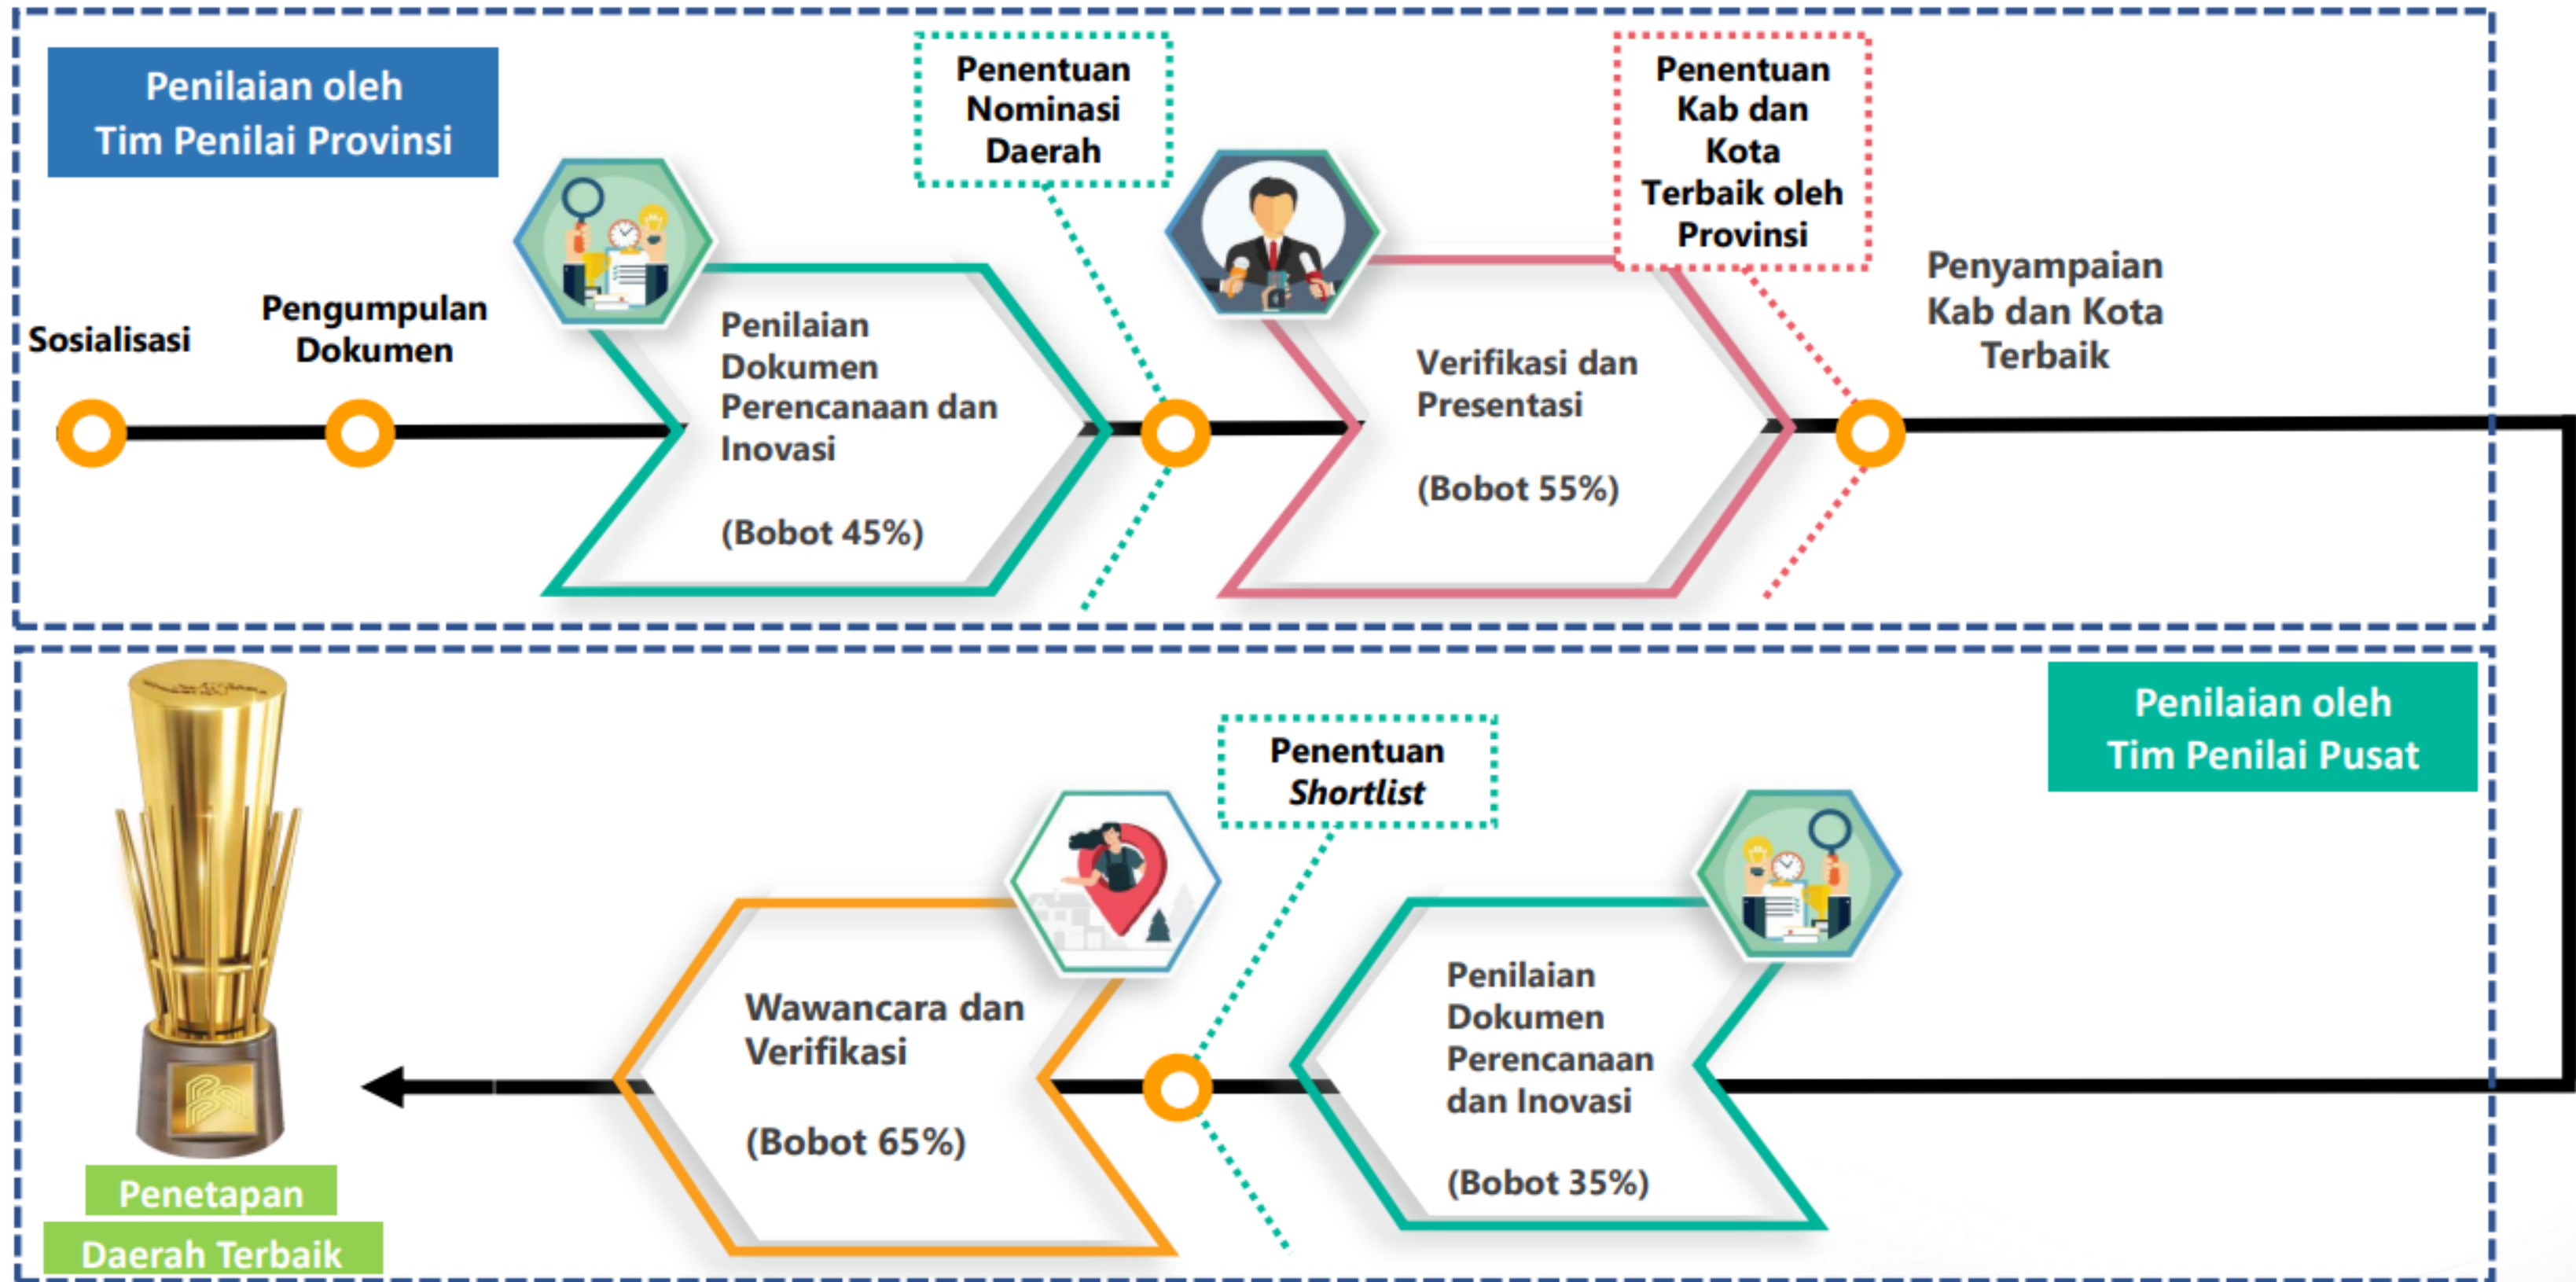 Penilaian oleh
Tim Penilai Provinsi
Sosialisasi
Pengumpulan
Dokumen
Penilaian
Dokumen
Perencanaan dan
Inovasi
(Bobot 45%)
Penentuan
Nominasi
Daerah
Verifikasi dan
Presentasi
(Bobot 55%)
Penentuan
Kab dan
Kota
Terbaik oleh
Provinsi
Penyampaian
Kab dan Kota
Terbaik
Penilaian oleh
Tim Penilai Pusat
Penilaian
Dokumen
Perencanaan
dan Inovasi
(Bobot 35%)
Penentuan
Shortlist
Wawancara dan
Verifikasi
(Bobot 65%)
Penetapan
Daerah Terbaik